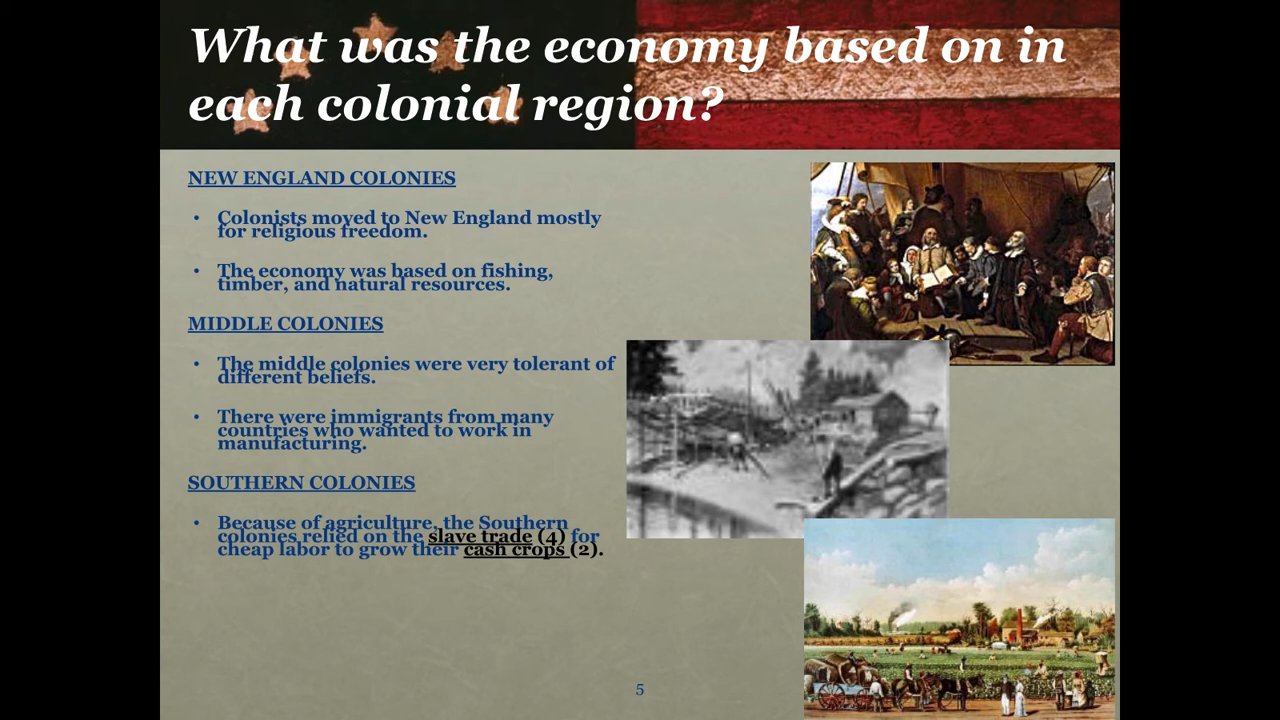 What was the economy based on in
each colonial region?
NEW ENGLAND COLONIES
• Colonists moved to New England mostly
for religious freedom.
• The economy was based on fishing,
timber, and natural resources.
MIDDLE COLONIES
• The middle colonies were very tolerant of
different beliefs.
• There were immigrants from many
countries who wanted to work in
manufacturing.
SOUTHERN COLONIES
• Because of agriculture, the Southern
colonies relied on the slave trade (4) for
cheap labor to grow their cash crops (2).
5